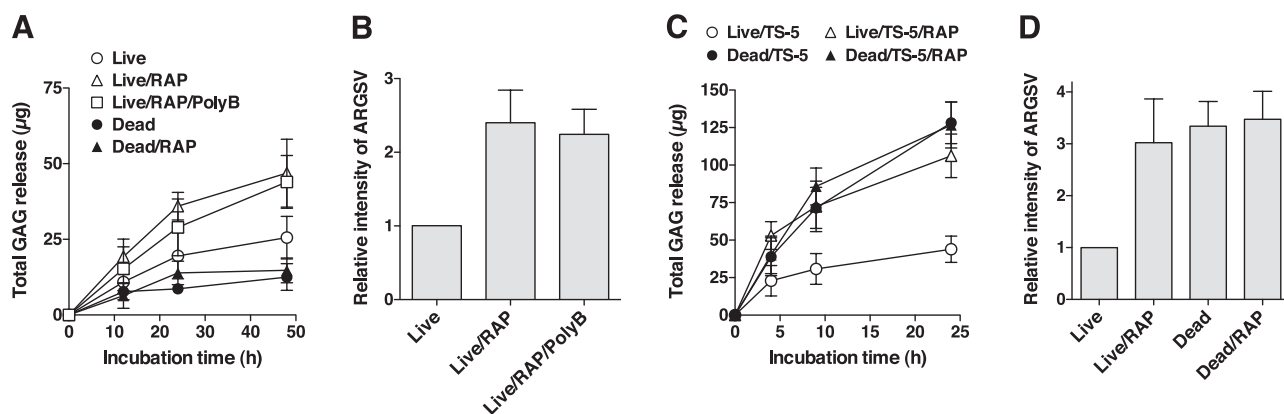 A
Live
Live/RAP
Live/RAP/PolyB
Dead
Dead/RAP
Total GAG release (µg)
75
50
25
0
0 10 20 30 40 50
Incubation time (h)
B
Relative intensity of ARGSV
3
2
1
0
Live
Live/RAP
Live/RAP/PolyB
C
Live/TS-5 Live/TS-5/RAP
Dead/TS-5 Dead/TS-5/RAP
Total GAG release (µg)
150
125
100
75
50
25
0
0 5 10 15 20 25
Incubation time (h)
D
Relative intensity of ARGSV
4
3
2
1
0
Live
Live/RAP
Dead
Dead/RAP